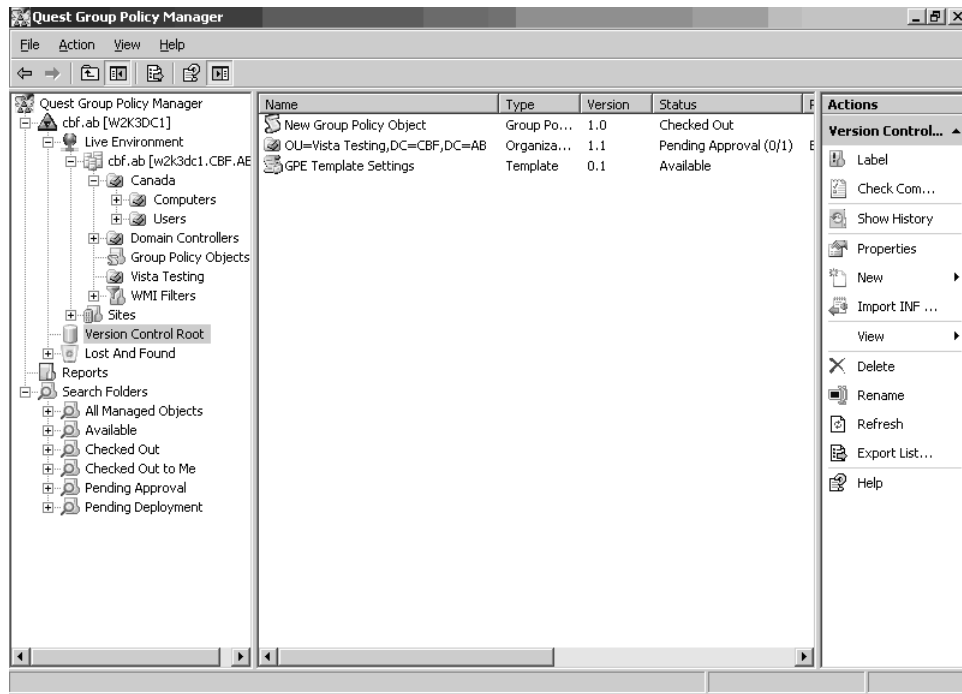 Quest Group Policy Manager
File Action View Help
Quest Group Policy Manager
cbf.ab [W2K3DC1]
Live Environment
cbf.ab [w2k3dc1.CBF.AE
Canada
Computers
Users
Domain Controllers
Group Policy Objects
Vista Testing
WMI Filters
Sites
Version Control Root
Lost And Found
Reports
Search Folders
All Managed Objects
Available
Checked Out
Checked Out to Me
Pending Approval
Pending Deployment
Name Type Version Status
New Group Policy Object Group Po... 1.0 Checked Out
OU=Vista Testing,DC=CBF,DC=AB Organiza... 1.1 Pending Approval (0/1)
GPE Template Settings Template 0.1 Available
Actions
Version Control...
Label
Check Com...
Show History
Properties
New
Import INF ...
View
Delete
Rename
Refresh
Export List...
Help